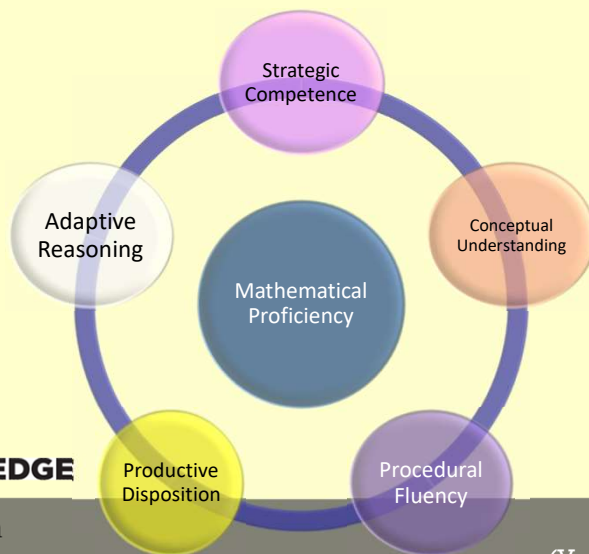 Strategic
Competence
Adaptive
Reasoning
Conceptual
Understanding
Mathematical
Proficiency
Productive
Disposition
Procedural
Fluency
EDGE